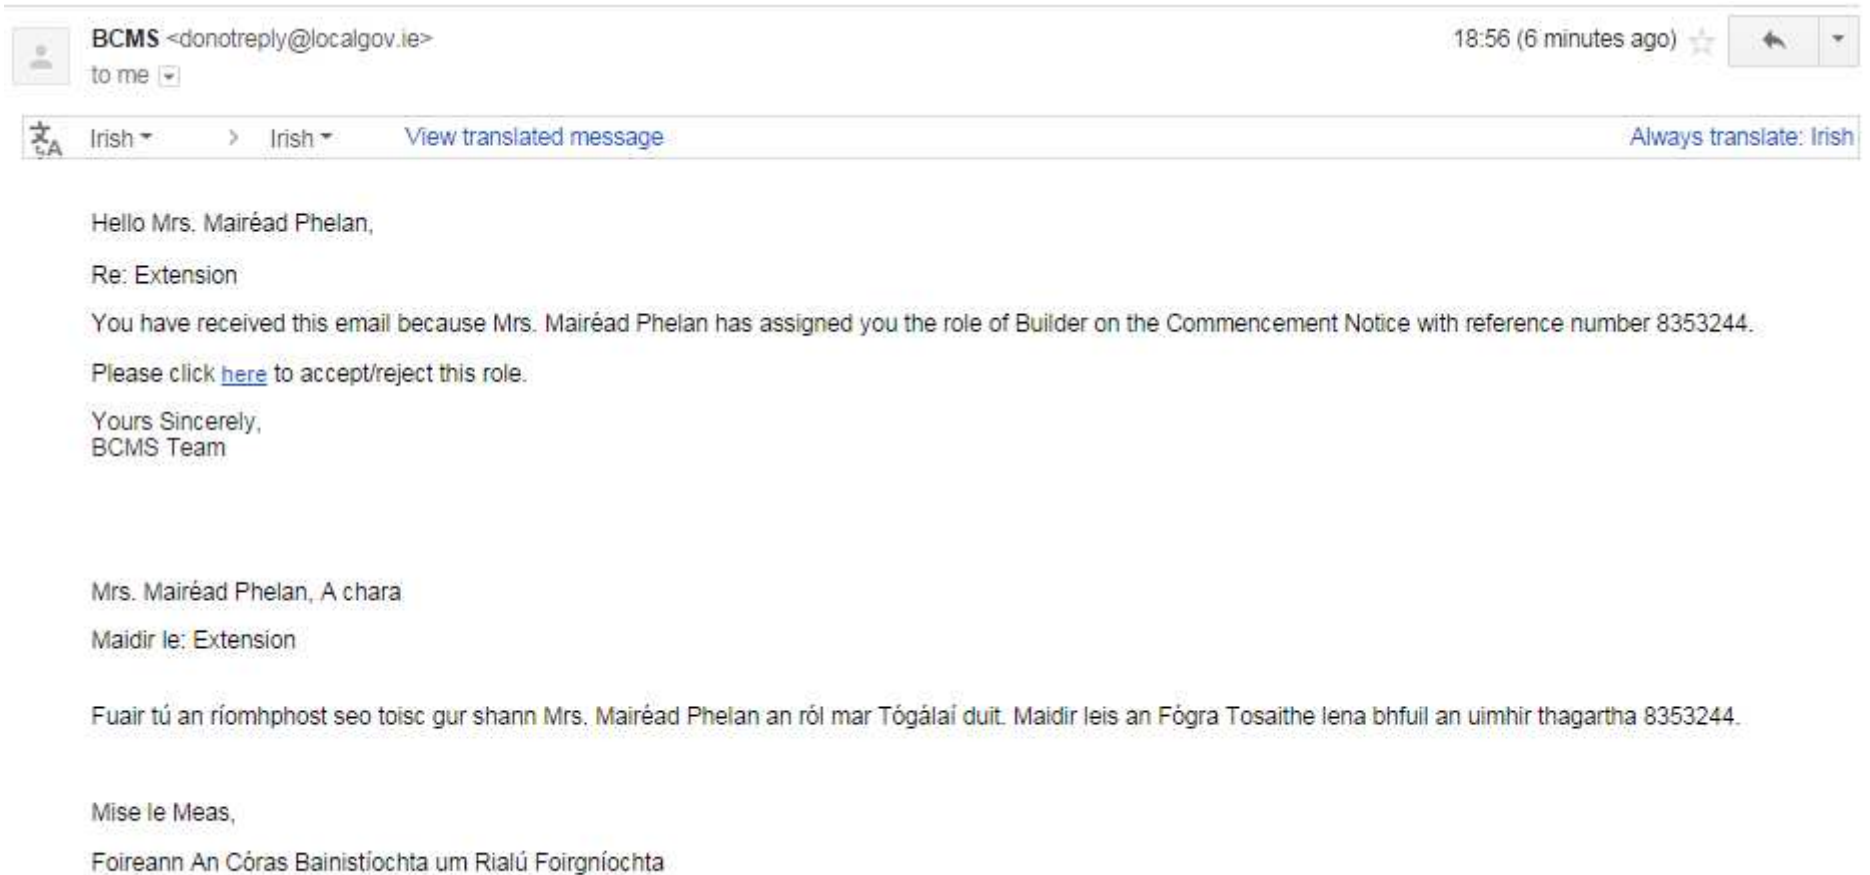 BCMS <donotreply@localgov.ie>
18:56 (6 minutes ago)
to me
Irish > Irish View translated message Always translate: Irish
Hello Mrs. Mairéad Phelan,
Re: Extension
You have received this email because Mrs. Mairéad Phelan has assigned you the role of Builder on the Commencement Notice with reference number 8353244.
Please click here to accept/reject this role.
Yours Sincerely,
BCMS Team
Mrs. Mairéad Phelan, A chara
Maidir le: Extension
Fuair tú an ríomhphost seo toisc gur shann Mrs. Mairéad Phelan an ról mar Tógálaí duit. Maidir leis an Fógra Tosaithe lena bhfuil an uimhir thagartha 8353244.
Mise le Meas,
Foireann An Córas Bainistíochta um Rialú Foirgníochta